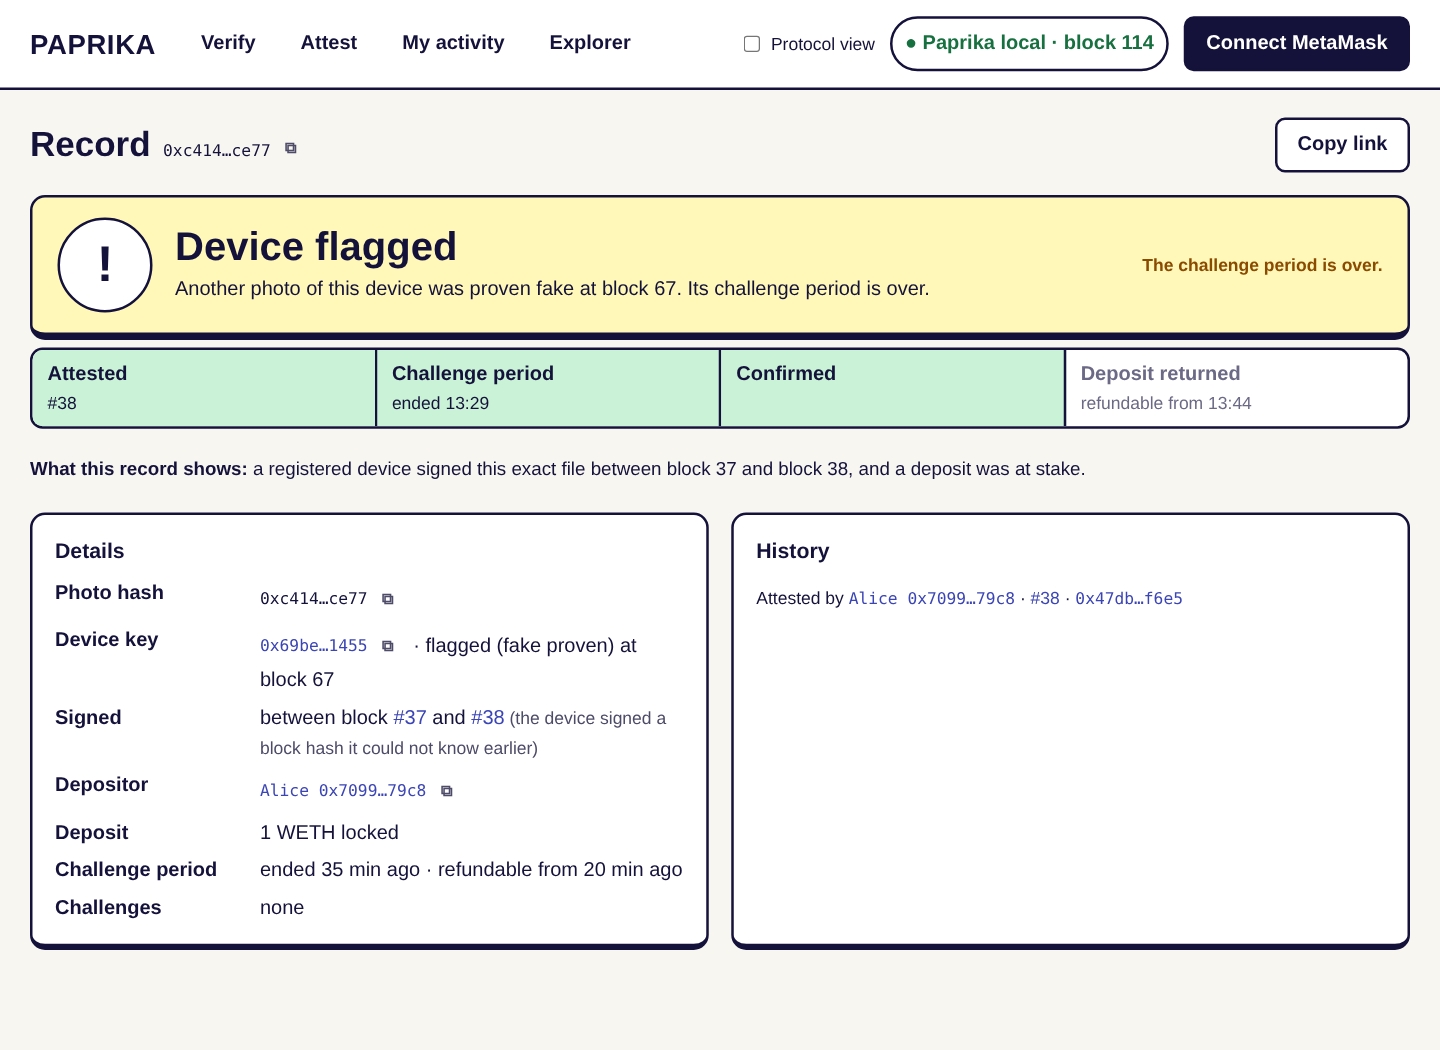 PAPRIKA Verify Attest My activity Explorer Protocol view ● Paprika local · block 114 Connect MetaMask
Record 0xc414…ce77 ⧉ Copy link
! Device flagged
Another photo of this device was proven fake at block 67. Its challenge period is over.
The challenge period is over.
Attested
#38
Challenge period
ended 13:29
Confirmed
Deposit returned
refundable from 13:44
What this record shows: a registered device signed this exact file between block 37 and block 38, and a deposit was at stake.
Details
Photo hash 0xc414…ce77 ⧉
Device key 0x69be…1455 ⧉ · flagged (fake proven) at
block 67
Signed between block #37 and #38 (the device signed a
block hash it could not know earlier)
Depositor Alice 0x7099…79c8 ⧉
Deposit 1 WETH locked
Challenge period ended 35 min ago · refundable from 20 min ago
Challenges none
History
Attested by Alice 0x7099…79c8 · #38 · 0x47db…f6e5